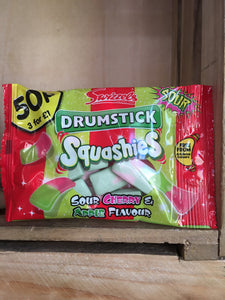 Swizzels
50P
3 for £1
SOUR
DRUMSTICK
Squashies
SOUR CHERRY &
APPLE FLAVOUR